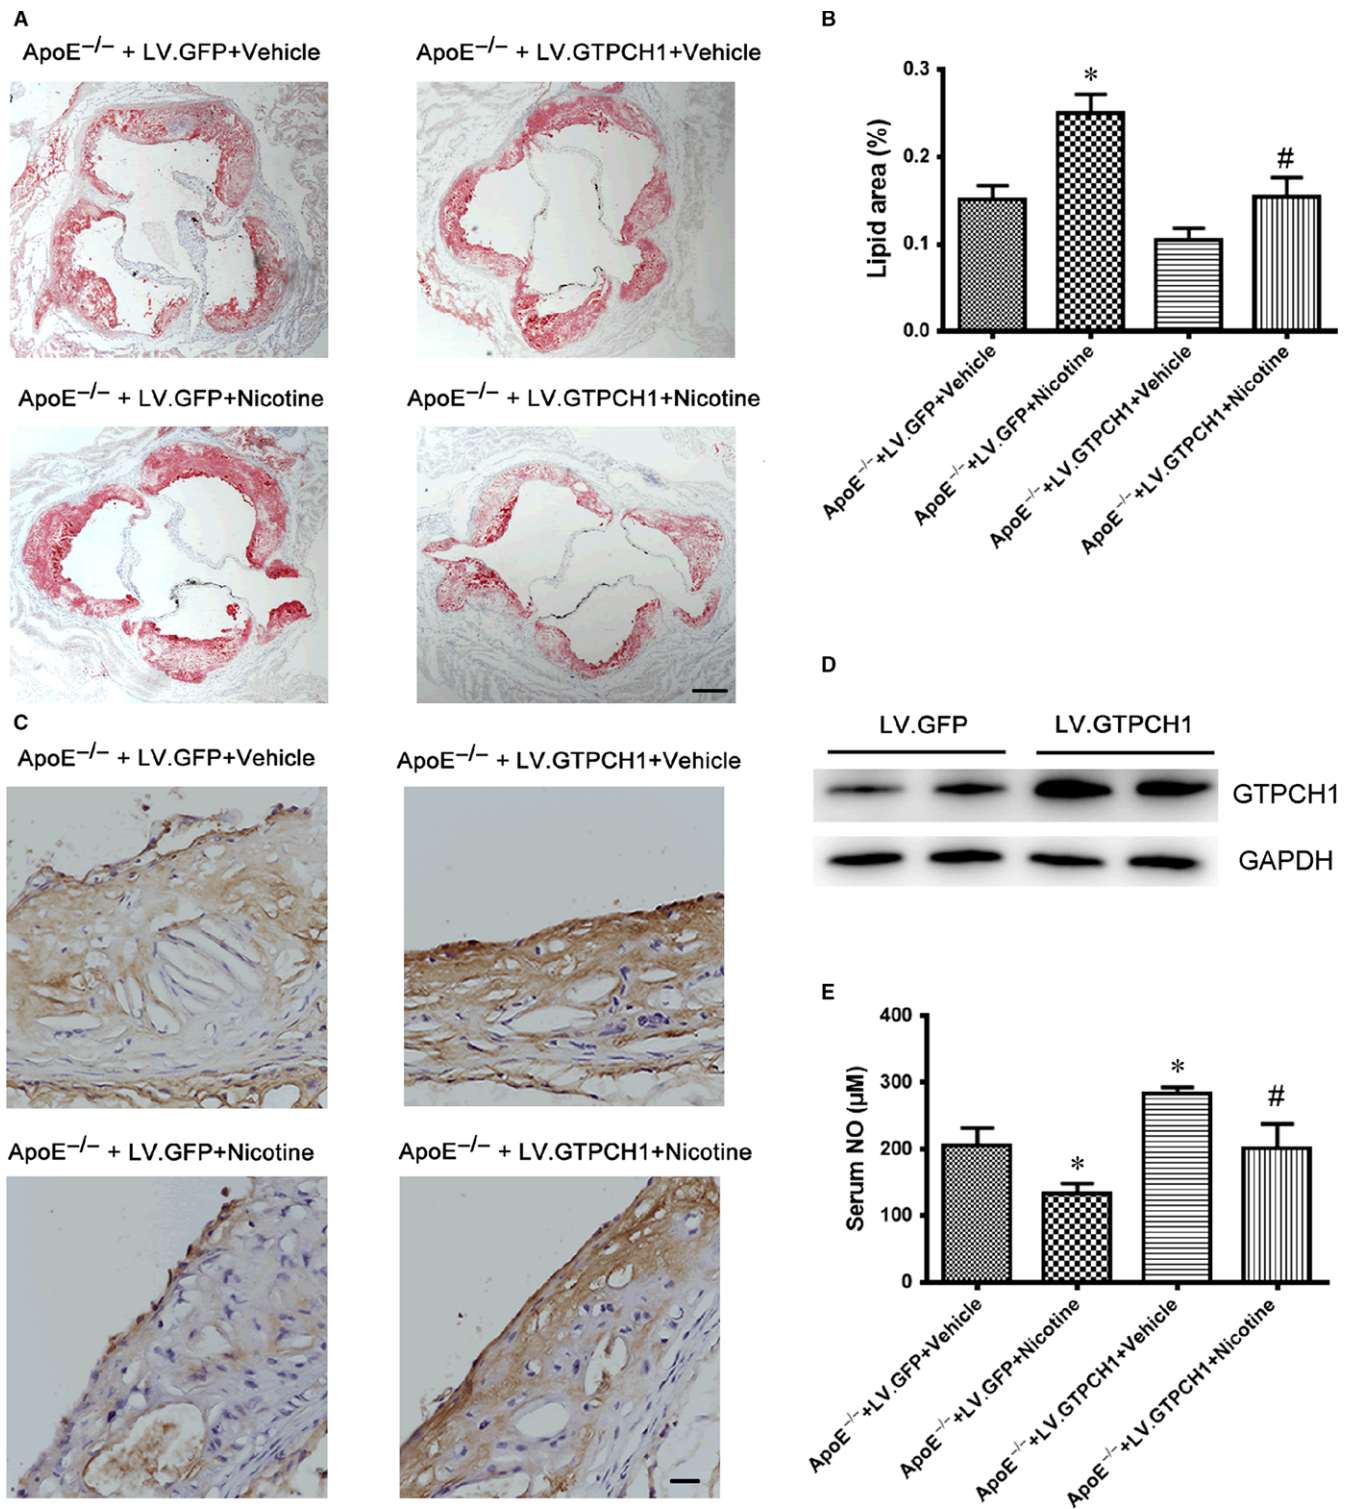 A
ApoE−/− + LV.GFP+Vehicle
ApoE−/− + LV.GTPCH1+Vehicle
ApoE−/− + LV.GFP+Nicotine
ApoE−/− + LV.GTPCH1+Nicotine
B
Lipid area (%)
0.3
0.2
0.1
0.0
*
#
ApoE−/−+LV.GFP+Vehicle
ApoE−/−+LV.GFP+Nicotine
ApoE−/−+LV.GTPCH1+Vehicle
ApoE−/−+LV.GTPCH1+Nicotine
C
ApoE−/− + LV.GFP+Vehicle
ApoE−/− + LV.GTPCH1+Vehicle
ApoE−/− + LV.GFP+Nicotine
ApoE−/− + LV.GTPCH1+Nicotine
D
LV.GFP LV.GTPCH1
GTPCH1
GAPDH
E
Serum NO (μM)
400
300
200
100
0
*
*
#
ApoE−/−+LV.GFP+Vehicle
ApoE−/−+LV.GFP+Nicotine
ApoE−/−+LV.GTPCH1+Vehicle
ApoE−/−+LV.GTPCH1+Nicotine